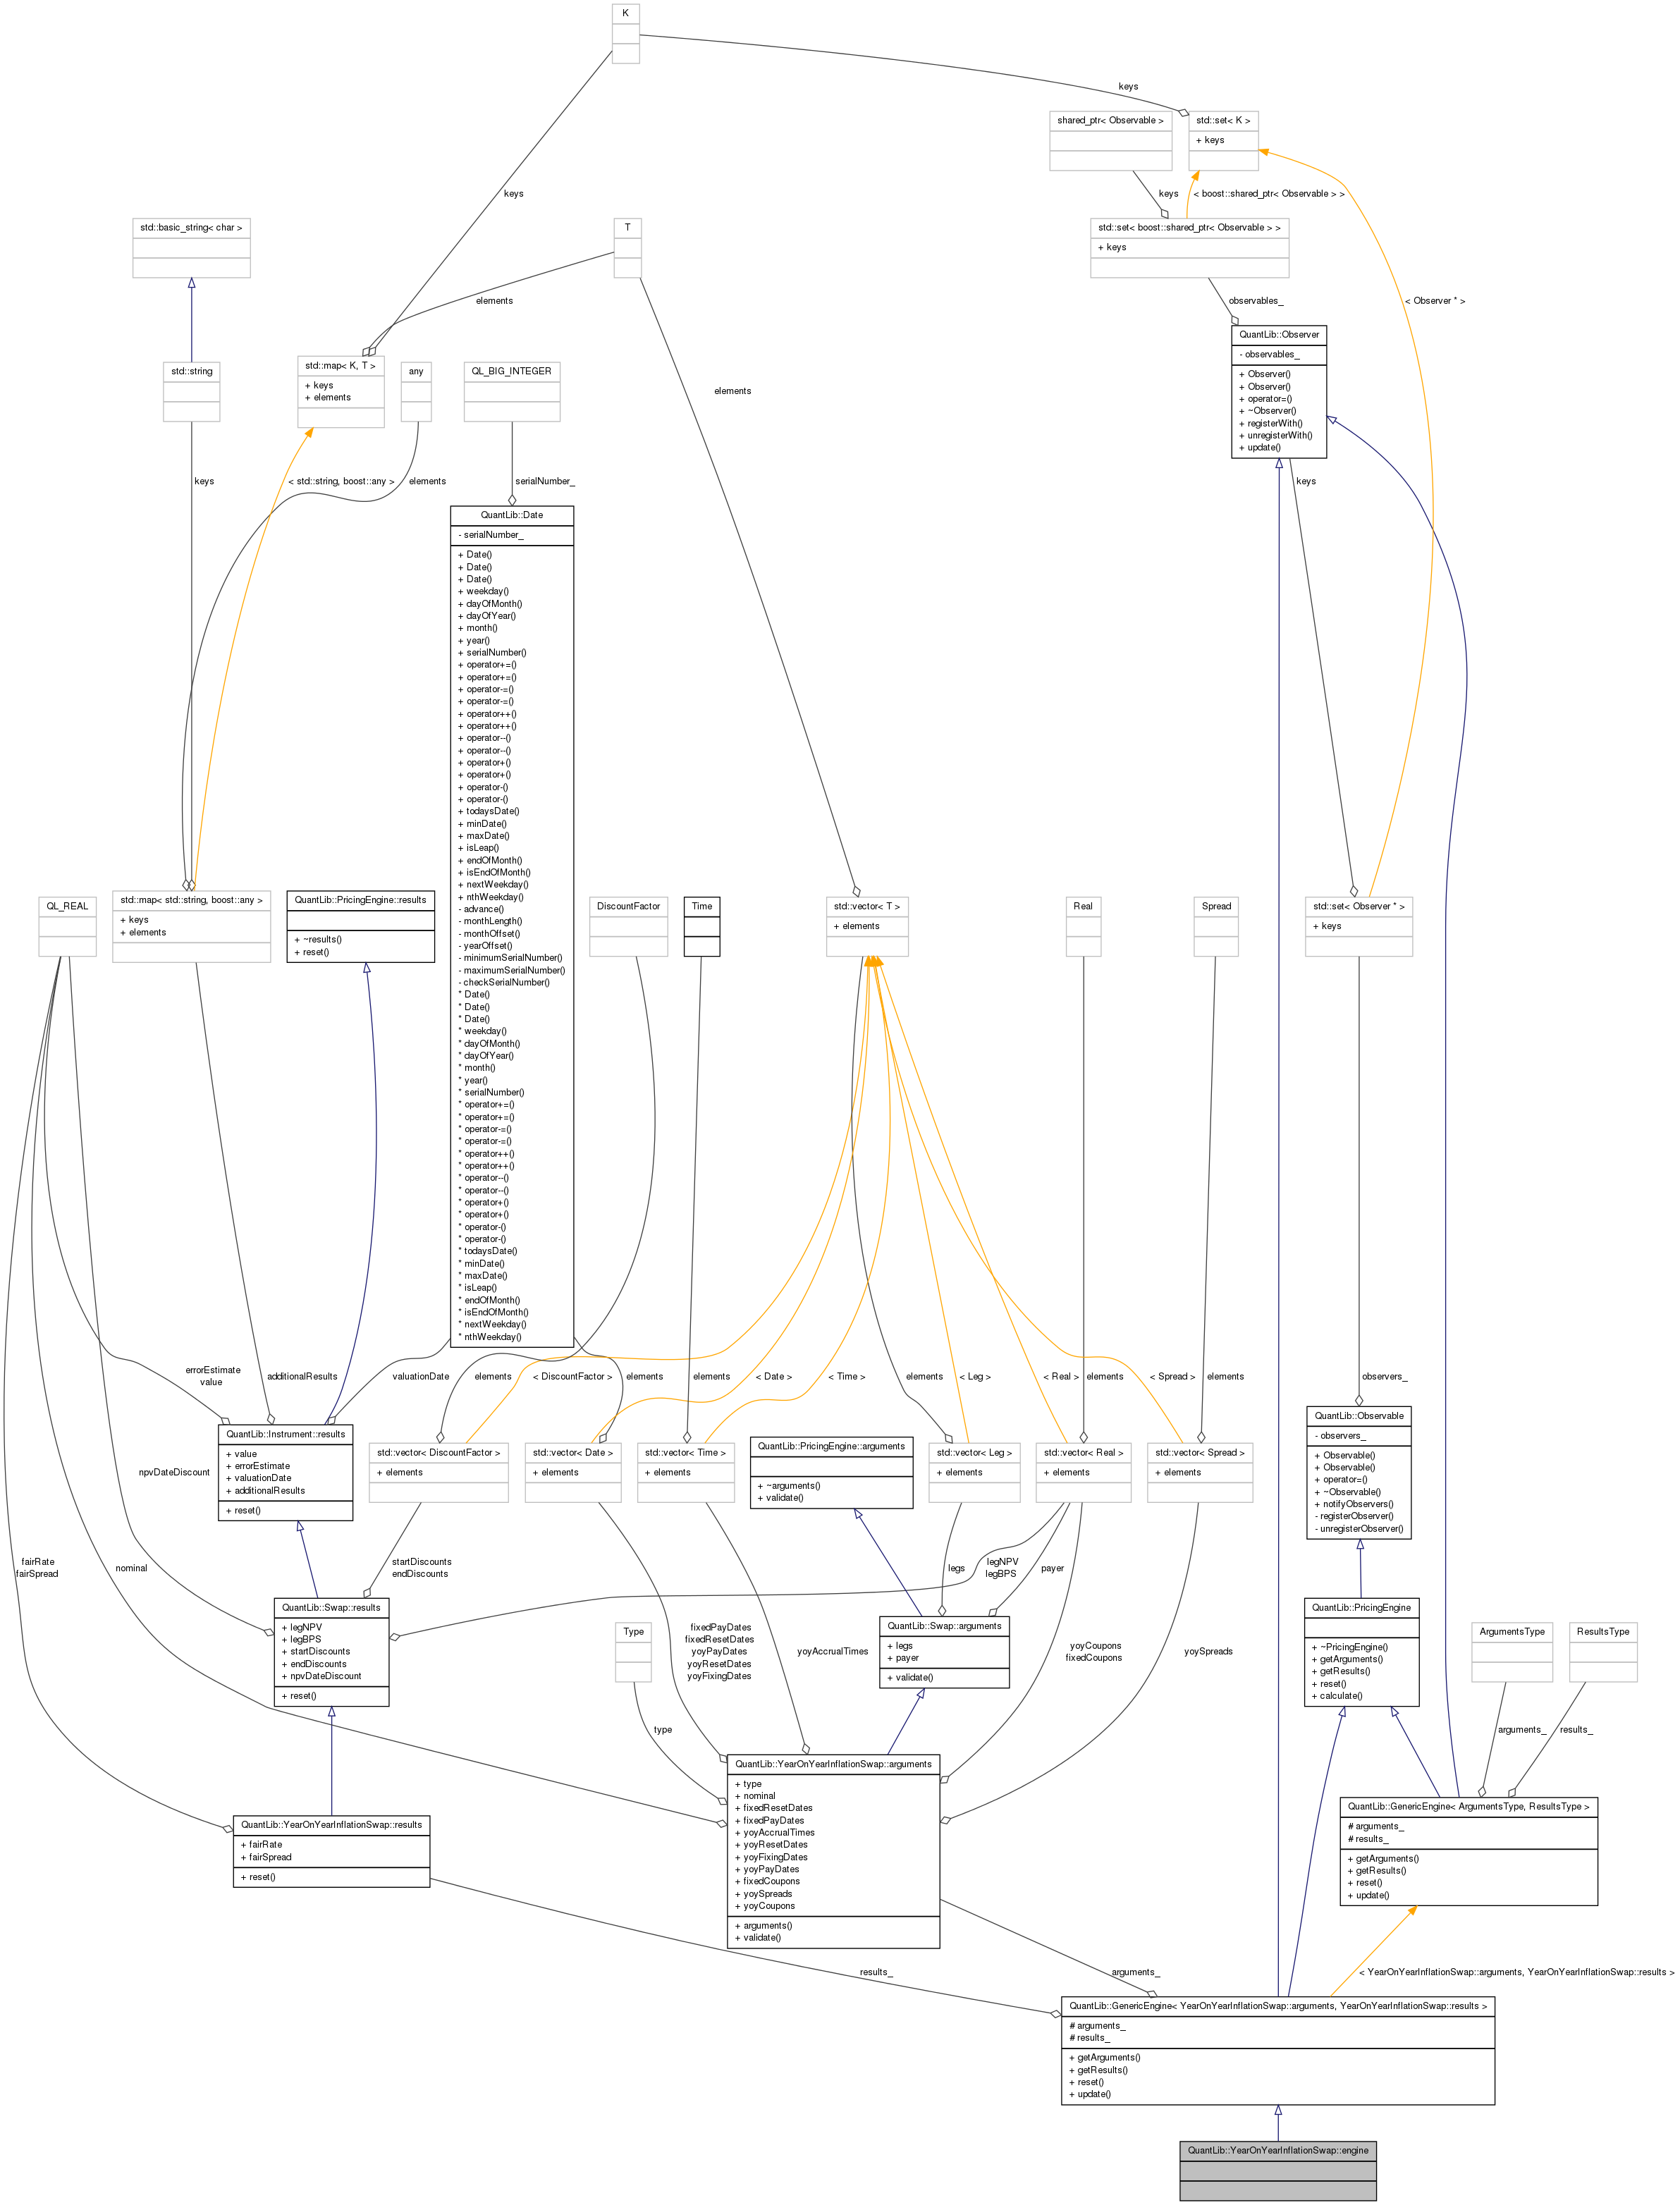 K
keys
shared_ptr< Observable >
std::set< K >
+ keys
keys
keys
< boost::shared_ptr< Observable > >
std::basic_string< char >
T
std::set< boost::shared_ptr< Observable > >
+ keys
elements
observables_
< Observer * >
QuantLib::Observer
- observables_
+ Observer()
+ Observer()
+ operator=()
+ ~Observer()
+ registerWith()
+ unregisterWith()
+ update()
std::string
std::map< K, T >
+ keys
+ elements
any
QL_BIG_INTEGER
elements
keys
< std::string, boost::any >
elements
serialNumber_
keys
QuantLib::Date
- serialNumber_
+ Date()
+ Date()
+ Date()
+ weekday()
+ dayOfMonth()
+ dayOfYear()
+ month()
+ year()
+ serialNumber()
+ operator+=()
+ operator+=()
+ operator-=()
+ operator-=()
+ operator++()
+ operator++()
+ operator--()
+ operator--()
+ operator+()
+ operator+()
+ operator-()
+ operator-()
+ todaysDate()
+ minDate()
+ maxDate()
+ isLeap()
+ endOfMonth()
+ isEndOfMonth()
+ nextWeekday()
+ nthWeekday()
- advance()
- monthLength()
- monthOffset()
- yearOffset()
- minimumSerialNumber()
- maximumSerialNumber()
- checkSerialNumber()
* Date()
* Date()
* Date()
* weekday()
* dayOfMonth()
* dayOfYear()
* month()
* year()
* serialNumber()
* operator+=()
* operator+=()
* operator-=()
* operator-=()
* operator++()
* operator++()
* operator--()
* operator--()
* operator+()
* operator+()
* operator-()
* operator-()
* todaysDate()
* minDate()
* maxDate()
* isLeap()
* endOfMonth()
* isEndOfMonth()
* nextWeekday()
* nthWeekday()
QL_REAL
std::map< std::string, boost::any >
+ keys
+ elements
QuantLib::PricingEngine::results
+ ~results()
+ reset()
DiscountFactor
Time
std::vector< T >
+ elements
Real
Spread
std::set< Observer * >
+ keys
errorEstimate
value
additionalResults
valuationDate
elements
< DiscountFactor >
elements
elements
< Date >
< Time >
elements
< Leg >
< Real >
elements
< Spread >
elements
observers_
QuantLib::Instrument::results
+ value
+ errorEstimate
+ valuationDate
+ additionalResults
+ reset()
std::vector< DiscountFactor >
+ elements
std::vector< Date >
+ elements
std::vector< Time >
+ elements
QuantLib::PricingEngine::arguments
+ ~arguments()
+ validate()
std::vector< Leg >
+ elements
std::vector< Real >
+ elements
std::vector< Spread >
+ elements
QuantLib::Observable
- observers_
+ Observable()
+ Observable()
+ operator=()
+ ~Observable()
+ notifyObservers()
- registerObserver()
- unregisterObserver()
npvDateDiscount
fairRate
fairSpread
nominal
startDiscounts
endDiscounts
legs
legNPV
legBPS
payer
QuantLib::Swap::results
+ legNPV
+ legBPS
+ startDiscounts
+ endDiscounts
+ npvDateDiscount
+ reset()
Type
fixedPayDates
fixedResetDates
yoyPayDates
yoyResetDates
yoyFixingDates
yoyAccrualTimes
QuantLib::Swap::arguments
+ legs
+ payer
+ validate()
yoyCoupons
fixedCoupons
yoySpreads
QuantLib::PricingEngine
+ ~PricingEngine()
+ getArguments()
+ getResults()
+ reset()
+ calculate()
ArgumentsType
ResultsType
type
arguments_
results_
QuantLib::YearOnYearInflationSwap::arguments
+ type
+ nominal
+ fixedResetDates
+ fixedPayDates
+ yoyAccrualTimes
+ yoyResetDates
+ yoyFixingDates
+ yoyPayDates
+ fixedCoupons
+ yoySpreads
+ yoyCoupons
+ arguments()
+ validate()
QuantLib::YearOnYearInflationSwap::results
+ fairRate
+ fairSpread
+ reset()
QuantLib::GenericEngine< ArgumentsType, ResultsType >
# arguments_
# results_
+ getArguments()
+ getResults()
+ reset()
+ update()
results_
arguments_
< YearOnYearInflationSwap::arguments, YearOnYearInflationSwap::results >
QuantLib::GenericEngine< YearOnYearInflationSwap::arguments, YearOnYearInflationSwap::results >
# arguments_
# results_
+ getArguments()
+ getResults()
+ reset()
+ update()
QuantLib::YearOnYearInflationSwap::engine